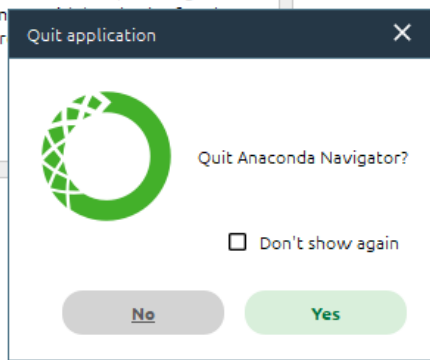 Quit application
Quit Anaconda Navigator?
Don't show again
No
Yes